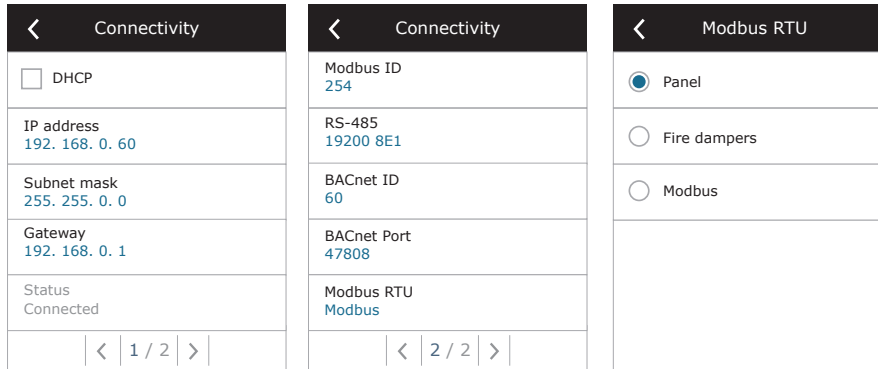 Connectivity
DHCP
IP address
192. 168. 0. 60
Subnet mask
255. 255. 0. 0
Gateway
192. 168. 0. 1
Status
Connected
1 / 2
Connectivity
Modbus ID
254
RS-485
19200 8E1
BACnet ID
60
BACnet Port
47808
Modbus RTU
Modbus
2 / 2
Modbus RTU
Panel
Fire dampers
Modbus